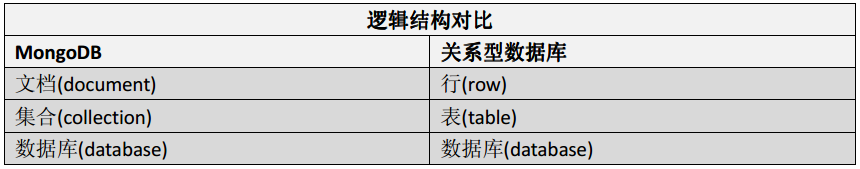 逻辑结构对比
MongoDB 关系型数据库
文档(document) 行(row)
集合(collection) 表(table)
数据库(database) 数据库(database)